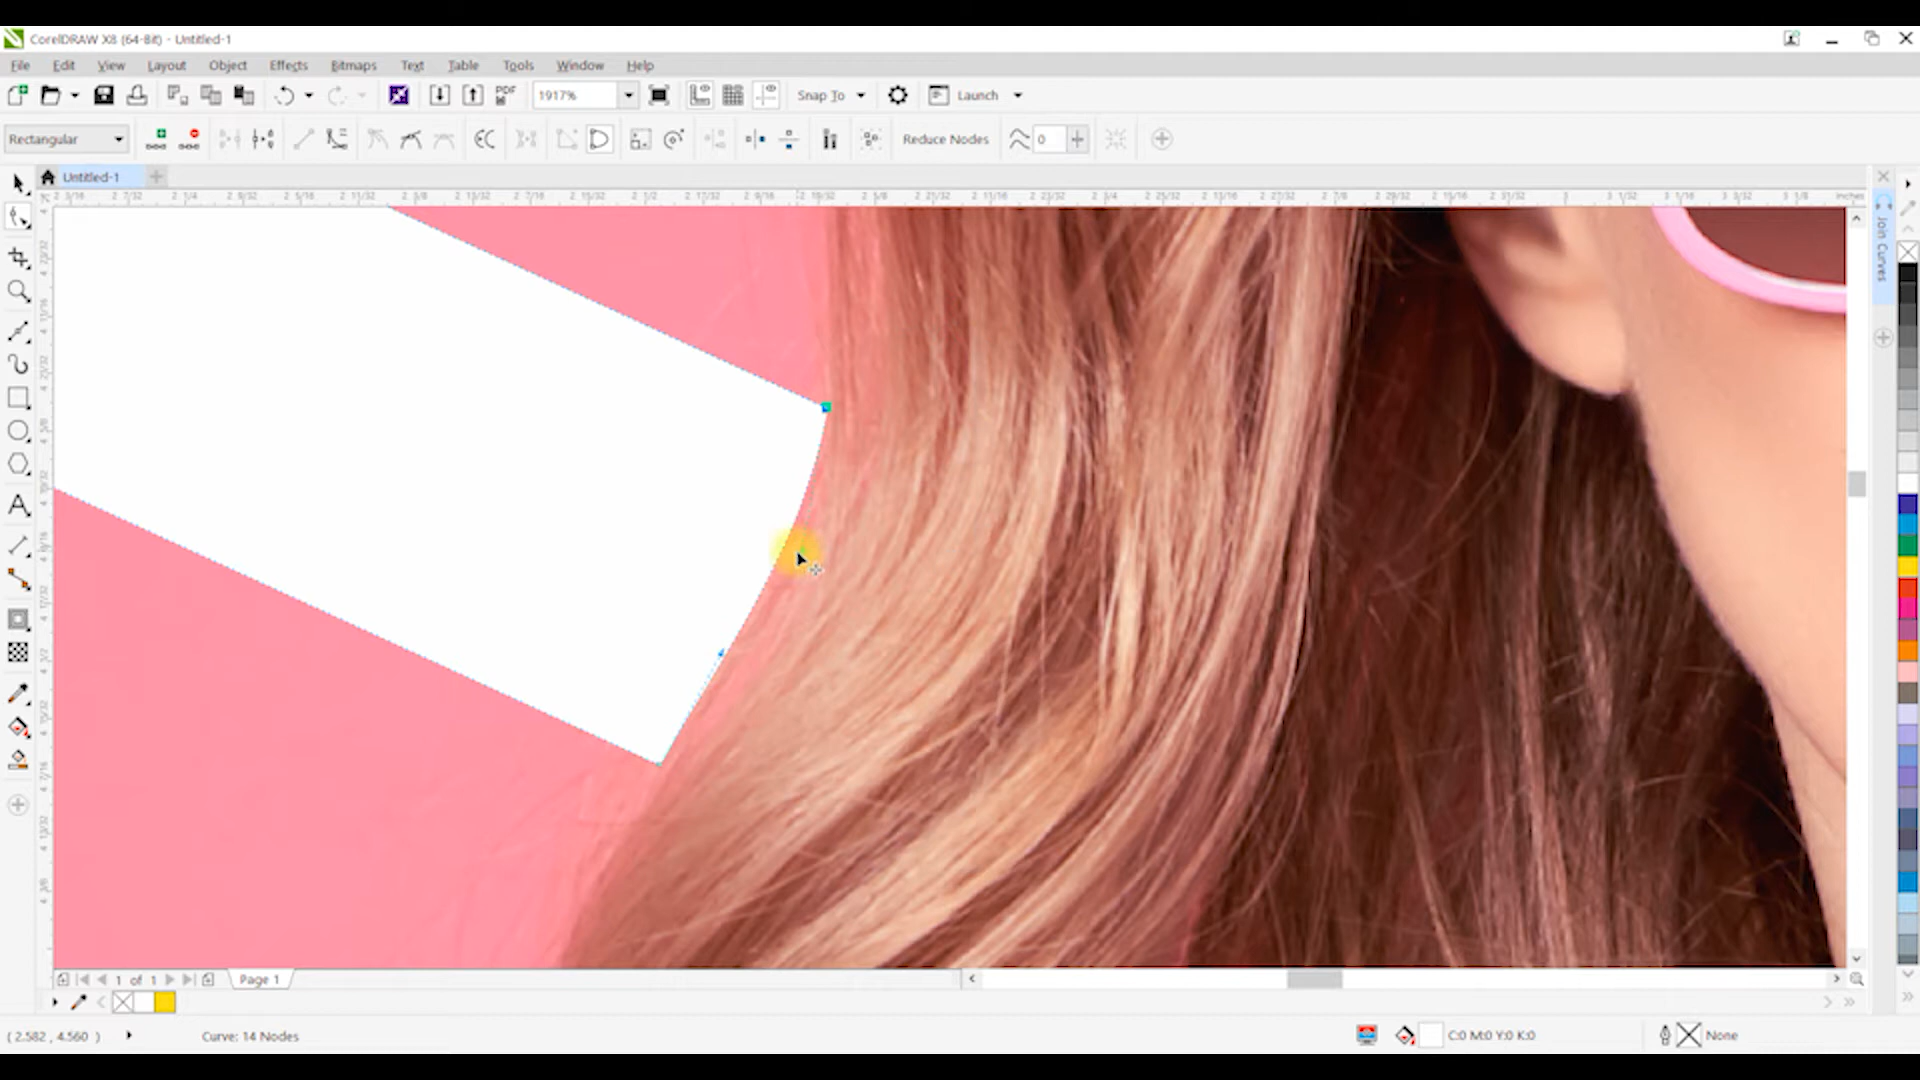 CorelDRAW X8 (64-Bit) - Untitled-1
File Edit View Layout Object Effects Bitmaps Text Table Tools Window Help
PDF 1917% Snap To Launch
Rectangular Reduce Nodes 0
Untitled-1
inches
Join Curves
1 of 1 Page 1
( 2.582 , 4.560 ) Curve: 14 Nodes C:0 M:0 Y:0 K:0 None